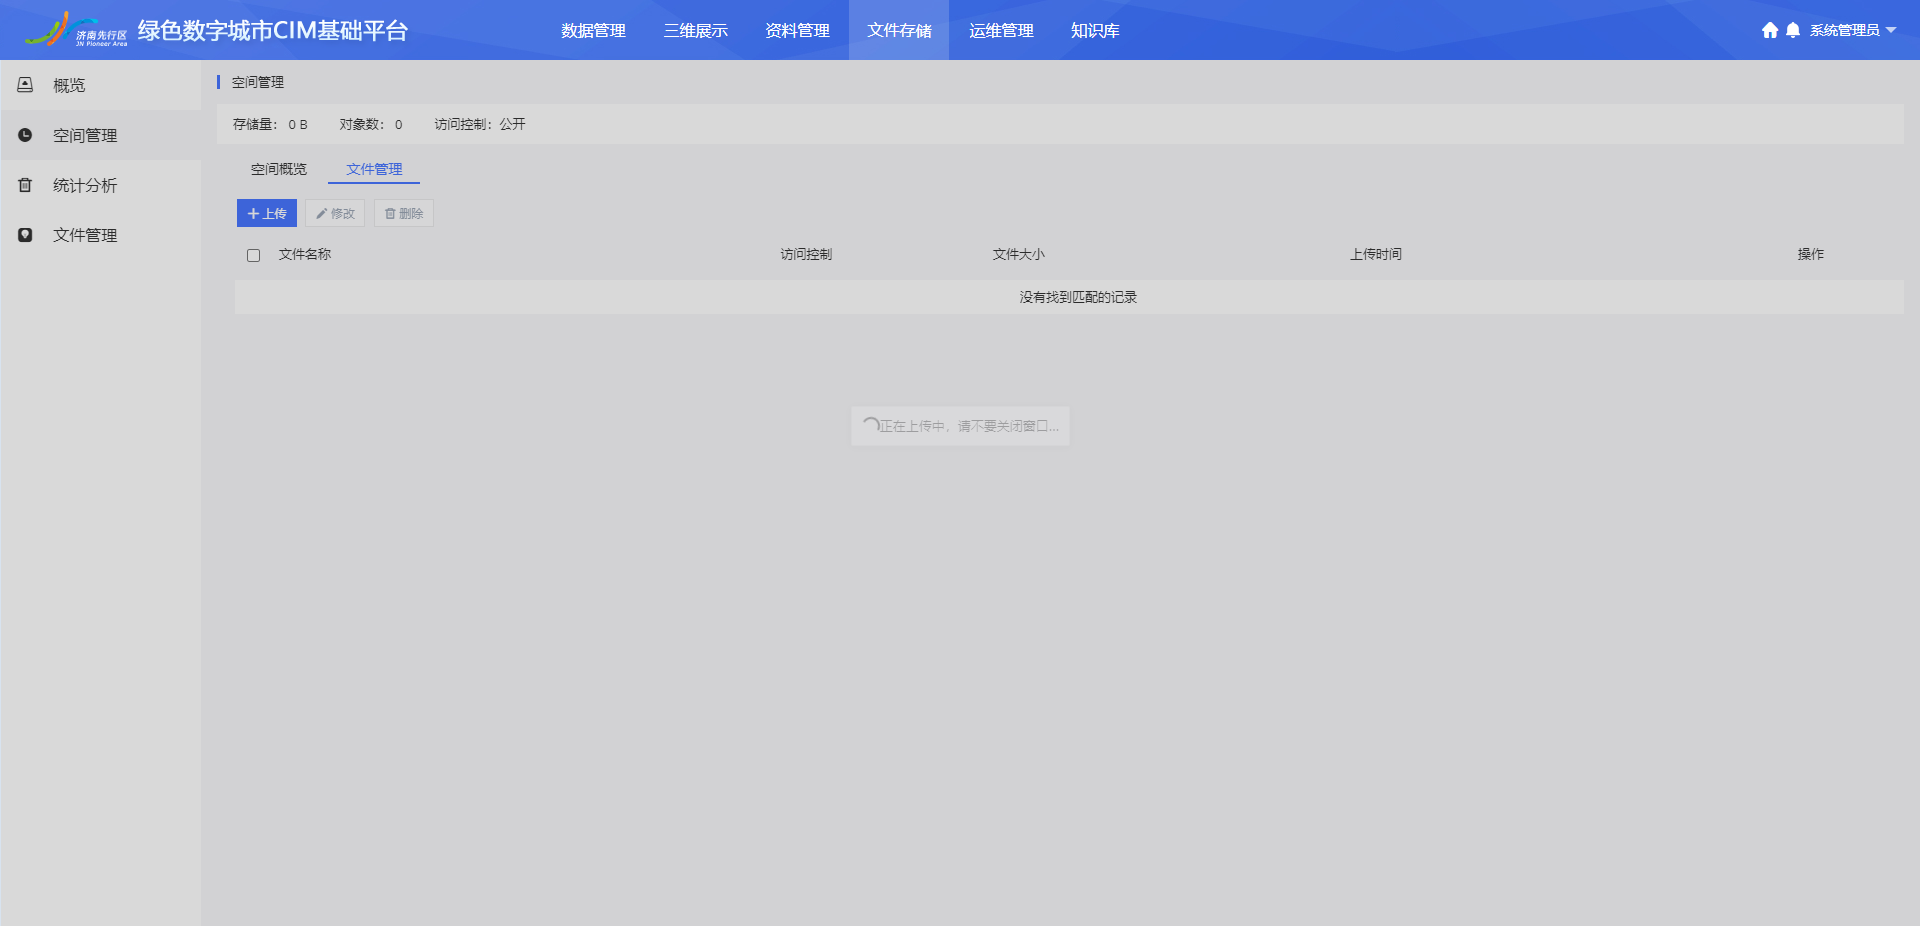 济南先行区
JN Pioneer Area
绿色数字城市CIM基础平台
数据管理 三维展示 资料管理 文件存储 运维管理 知识库
系统管理员
概览
空间管理
统计分析
文件管理
空间管理
存储量： 0 B 对象数： 0 访问控制：公开
空间概览 文件管理
上传 修改 删除
文件名称 访问控制 文件大小 上传时间 操作
没有找到匹配的记录
正在上传中，请不要关闭窗口...